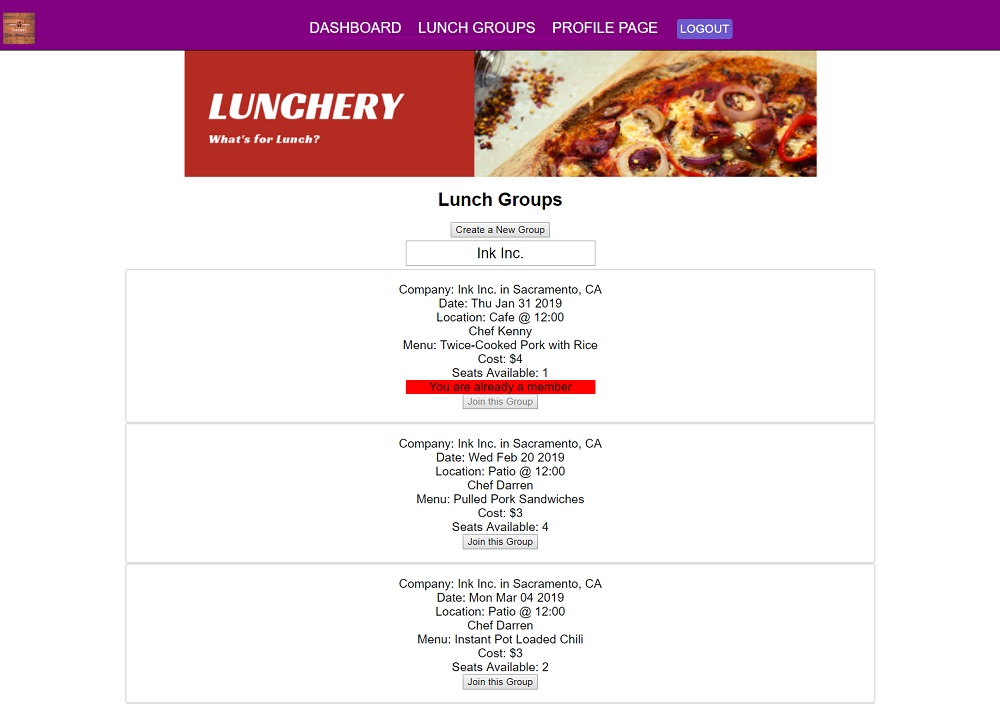 DASHBOARD LUNCH GROUPS PROFILE PAGE LOGOUT
LUNCHERY
What's for Lunch?
Lunch Groups
Create a New Group
Ink Inc.
Company: Ink Inc. in Sacramento, CA
Date: Thu Jan 31 2019
Location: Cafe @ 12:00
Chef Kenny
Menu: Twice-Cooked Pork with Rice
Cost: $4
Seats Available: 1
You are already a member
Join this Group
Company: Ink Inc. in Sacramento, CA
Date: Wed Feb 20 2019
Location: Patio @ 12:00
Chef Darren
Menu: Pulled Pork Sandwiches
Cost: $3
Seats Available: 4
Join this Group
Company: Ink Inc. in Sacramento, CA
Date: Mon Mar 04 2019
Location: Patio @ 12:00
Chef Darren
Menu: Instant Pot Loaded Chili
Cost: $3
Seats Available: 2
Join this Group